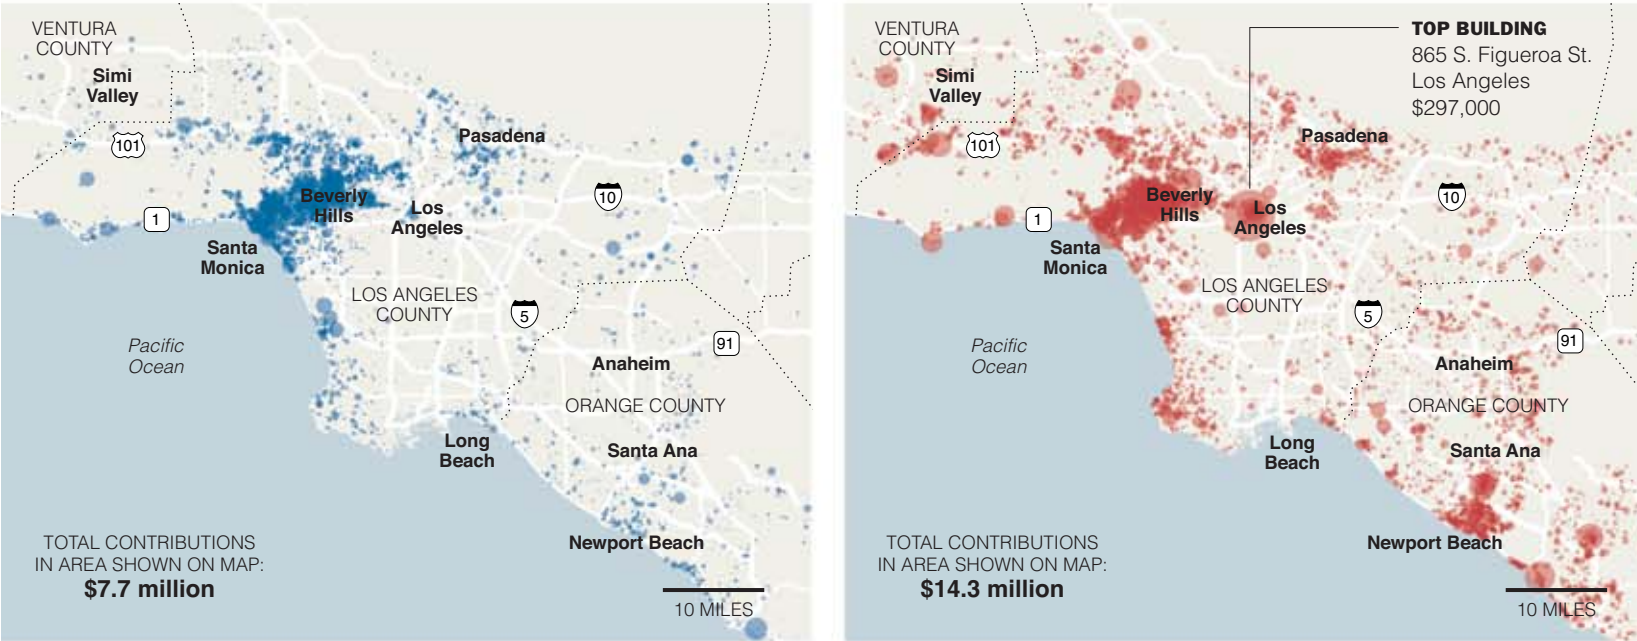 VENTURA
COUNTY
Simi
Valley
101
Pasadena
Beverly
Hills
10
Los
Angeles
1
Santa
Monica
LOS ANGELES
COUNTY
5
91
Pacific
Ocean
Anaheim
ORANGE COUNTY
Long
Beach
Santa Ana
TOTAL CONTRIBUTIONS
IN AREA SHOWN ON MAP:
$7.7 million
Newport Beach
10 MILES
VENTURA
COUNTY
TOP BUILDING
865 S. Figueroa St.
Los Angeles
$297,000
Simi
Valley
101
Pasadena
Beverly
Hills
10
Los
Angeles
1
Santa
Monica
LOS ANGELES
COUNTY
5
91
Pacific
Ocean
Anaheim
ORANGE COUNTY
Long
Beach
Santa Ana
TOTAL CONTRIBUTIONS
IN AREA SHOWN ON MAP:
$14.3 million
Newport Beach
10 MILES